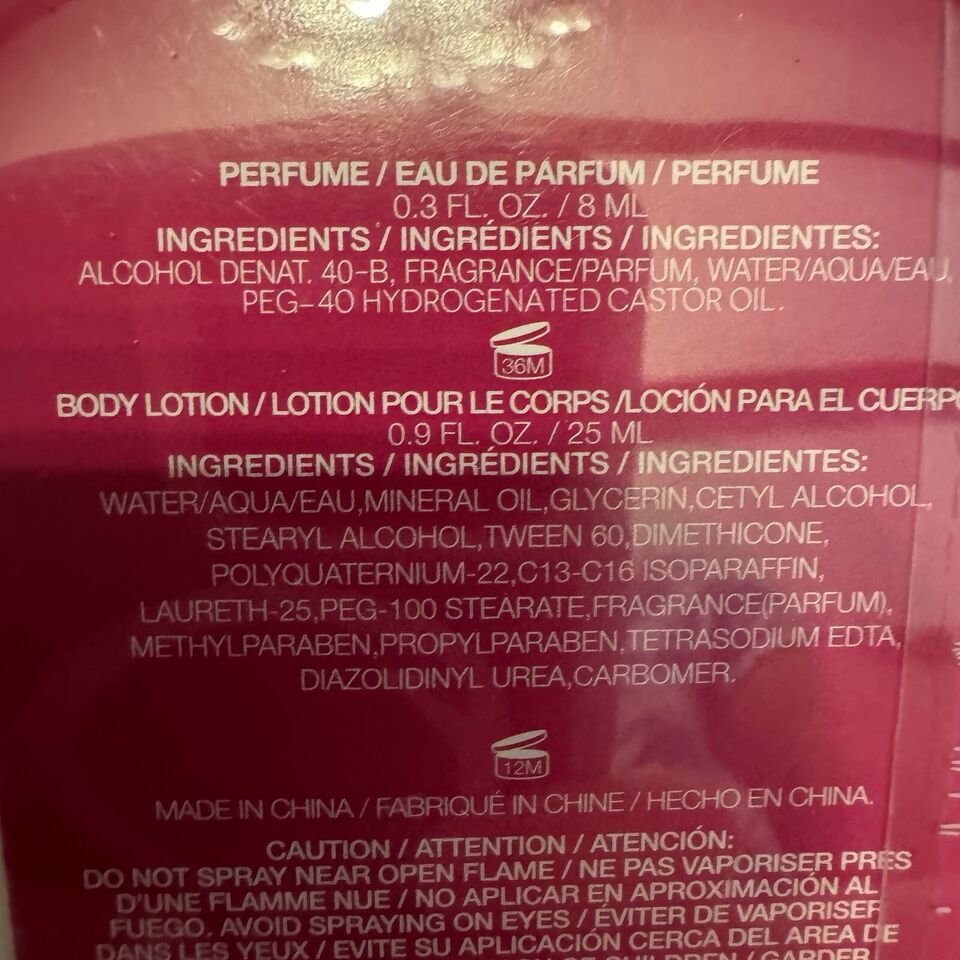 PERFUME / EAU DE PARFUM / PERFUME
0.3 FL. OZ. / 8 ML
INGREDIENTS / INGRÉDIENTS / INGREDIENTES:
ALCOHOL DENAT. 40-B, FRAGRANCE/PARFUM, WATER/AQUA/EAU,
PEG-40 HYDROGENATED CASTOR OIL.
36M
BODY LOTION / LOTION POUR LE CORPS /LOCIÓN PARA EL CUERPO
0.9 FL. OZ. / 25 ML
INGREDIENTS / INGRÉDIENTS / INGREDIENTES:
WATER/AQUA/EAU,MINERAL OIL,GLYCERIN,CETYL ALCOHOL,
STEARYL ALCOHOL,TWEEN 60,DIMETHICONE,
POLYQUATERNIUM-22,C13-C16 ISOPARAFFIN,
LAURETH-25,PEG-100 STEARATE,FRAGRANCE(PARFUM),
METHYLPARABEN,PROPYLPARABEN,TETRASODIUM EDTA,
DIAZOLIDINYL UREA,CARBOMER.
12M
MADE IN CHINA / FABRIQUÉ IN CHINE / HECHO EN CHINA.
CAUTION / ATTENTION / ATENCIÓN:
DO NOT SPRAY NEAR OPEN FLAME / NE PAS VAPORISER PRES
D'UNE FLAMME NUE / NO APLICAR EN APROXIMACIÓN AL
FUEGO. AVOID SPRAYING ON EYES / ÉVITER DE VAPORISER
DANS LES YEUX / EVITE SU APLICACIÓN CERCA DEL AREA DE
OF CHILDREN / GARDER